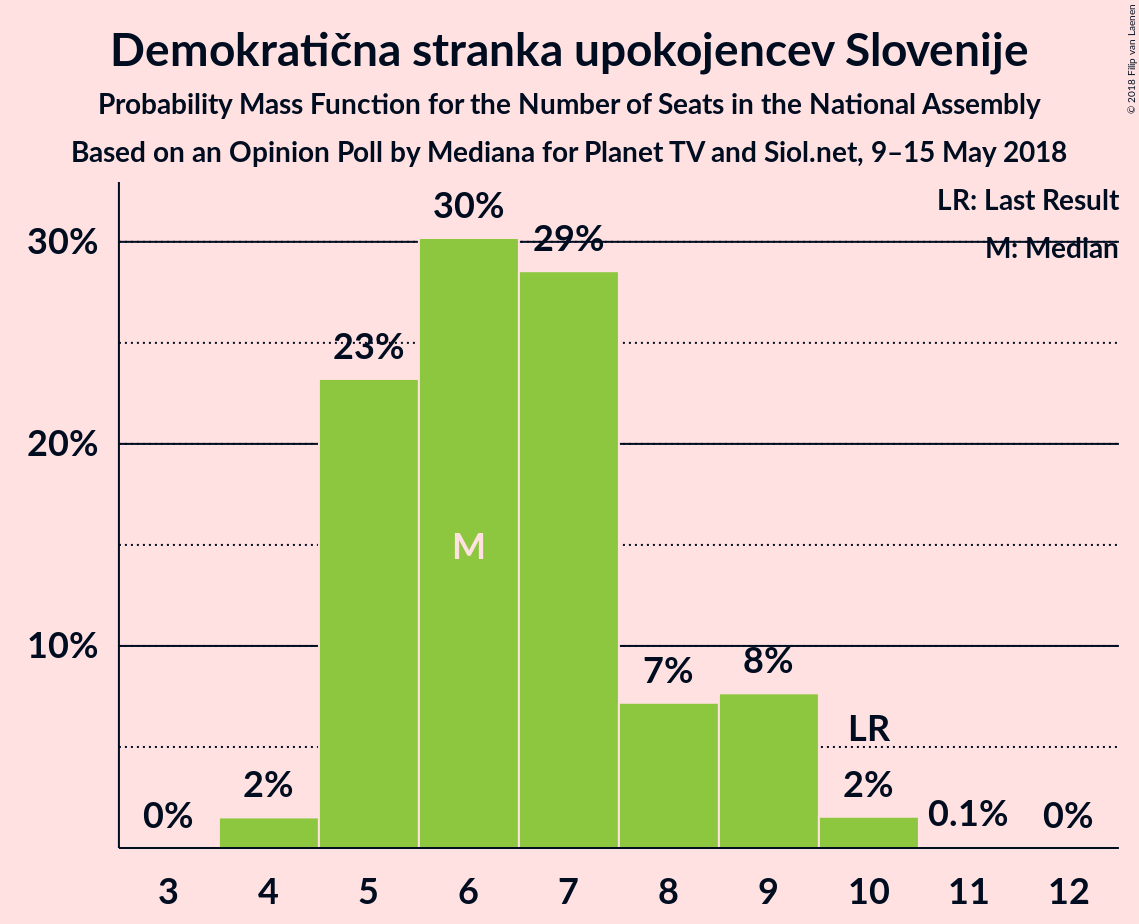 Demokratična stranka upokojencev Slovenije
Probability Mass Function for the Number of Seats in the National Assembly
Based on an Opinion Poll by Mediana for Planet TV and Siol.net, 9–15 May 2018
© 2018 Filip van Laenen
LR: Last Result
M: Median
30%
20%
10%
0%
2%
23%
30%
29%
7%
8%
2%
0.1%
0%
M
LR
3 4 5 6 7 8 9 10 11 12